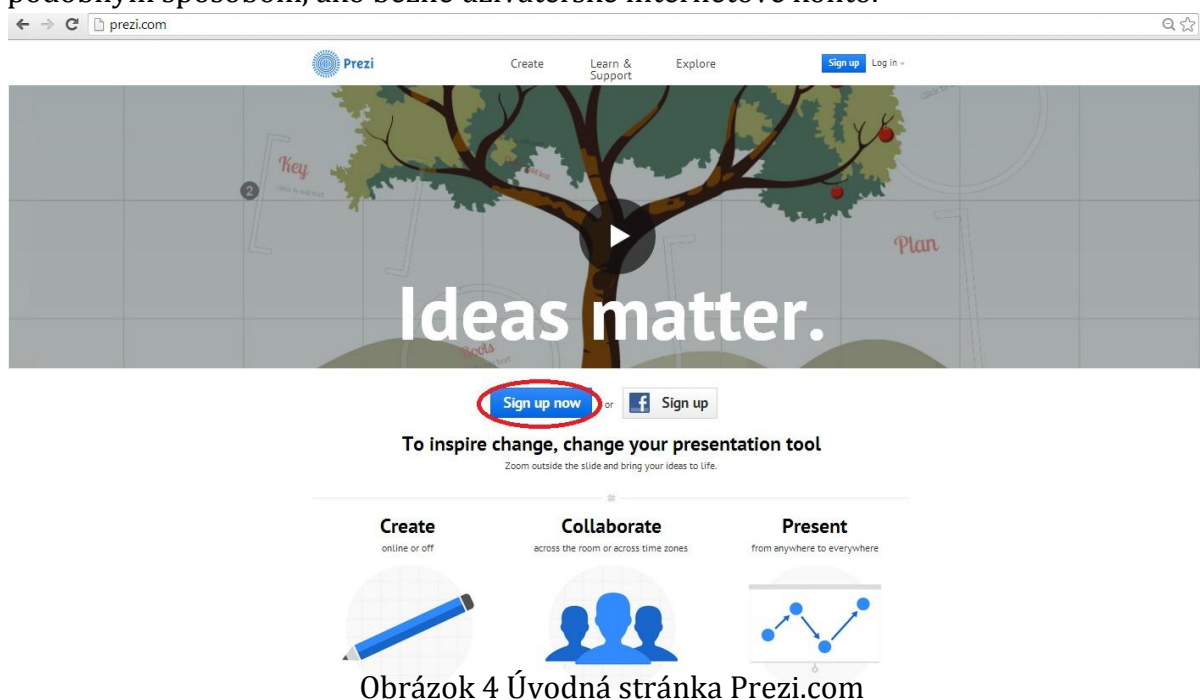 podobným spôsobom, ako bežné užívateľské internetové konto.
prezi.com
Prezi
Create
Learn & Support
Explore
Sign up
Log in
Key
2
Plan
Ideas matter.
Roots
Sign up now or f Sign up
To inspire change, change your presentation tool
Zoom outside the slide and bring your ideas to life.
#
Create
online or off
Collaborate
across the room or across time zones
Present
from anywhere to everywhere
Obrázok 4 Úvodná stránka Prezi.com